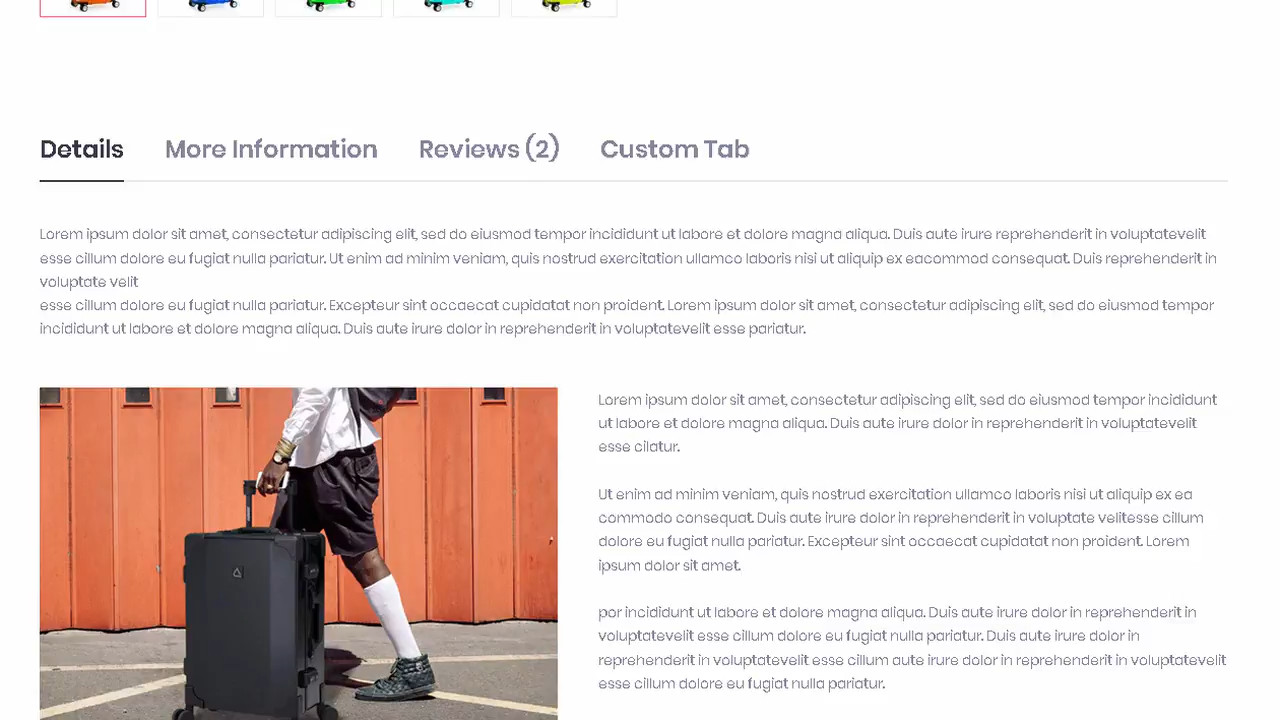 Details More Information Reviews (2) Custom Tab
Lorem ipsum dolor sit amet, consectetur adipiscing elit, sed do eiusmod tempor incididunt ut labore et dolore magna aliqua. Duis aute irure reprehenderit in voluptatevelit
esse cillum dolore eu fugiat nulla pariatur. Ut enim ad minim veniam, quis nostrud exercitation ullamco laboris nisi ut aliquip ex eacommod consequat. Duis reprehenderit in
voluptate velit
esse cillum dolore eu fugiat nulla pariatur. Excepteur sint occaecat cupidatat non proident. Lorem ipsum dolor sit amet, consectetur adipiscing elit, sed do eiusmod tempor
incididunt ut labore et dolore magna aliqua. Duis aute irure dolor in reprehenderit in voluptatevelit esse pariatur.
Lorem ipsum dolor sit amet, consectetur adipiscing elit, sed do eiusmod tempor incididunt
ut labore et dolore magna aliqua. Duis aute irure dolor in reprehenderit in voluptatevelit
esse cilatur.
Ut enim ad minim veniam, quis nostrud exercitation ullamco laboris nisi ut aliquip ex ea
commodo consequat. Duis aute irure dolor in reprehenderit in voluptate velitesse cillum
dolore eu fugiat nulla pariatur. Excepteur sint occaecat cupidatat non proident. Lorem
ipsum dolor sit amet.
por incididunt ut labore et dolore magna aliqua. Duis aute irure dolor in reprehenderit in
voluptatevelit esse cillum dolore eu fugiat nulla pariatur. Duis aute irure dolor in
reprehenderit in voluptatevelit esse cillum aute irure dolor in reprehenderit in voluptatevelit
esse cillum dolore eu fugiat nulla pariatur.